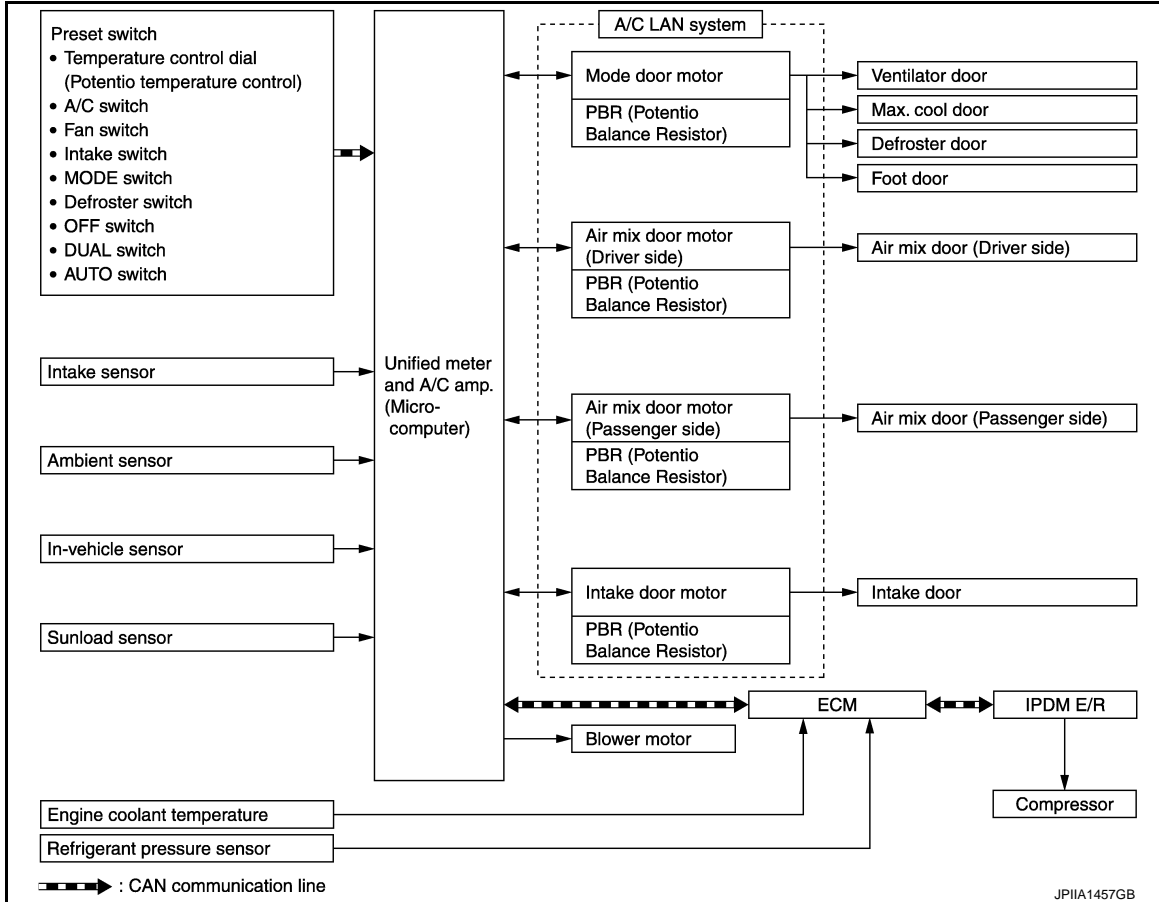 Preset switch
• Temperature control dial
(Potentio temperature control)
• A/C switch
• Fan switch
• Intake switch
• MODE switch
• Defroster switch
• OFF switch
• DUAL switch
• AUTO switch
Intake sensor
Ambient sensor
In-vehicle sensor
Sunload sensor
Engine coolant temperature
Refrigerant pressure sensor
Unified meter
and A/C amp.
(Micro-
computer)
A/C LAN system
Mode door motor
PBR (Potentio
Balance Resistor)
Air mix door motor
(Driver side)
PBR (Potentio
Balance Resistor)
Air mix door motor
(Passenger side)
PBR (Potentio
Balance Resistor)
Intake door motor
PBR (Potentio
Balance Resistor)
Ventilator door
Max. cool door
Defroster door
Foot door
Air mix door (Driver side)
Air mix door (Passenger side)
Intake door
ECM
IPDM E/R
Blower motor
Compressor
: CAN communication line
JPIIA1457GB